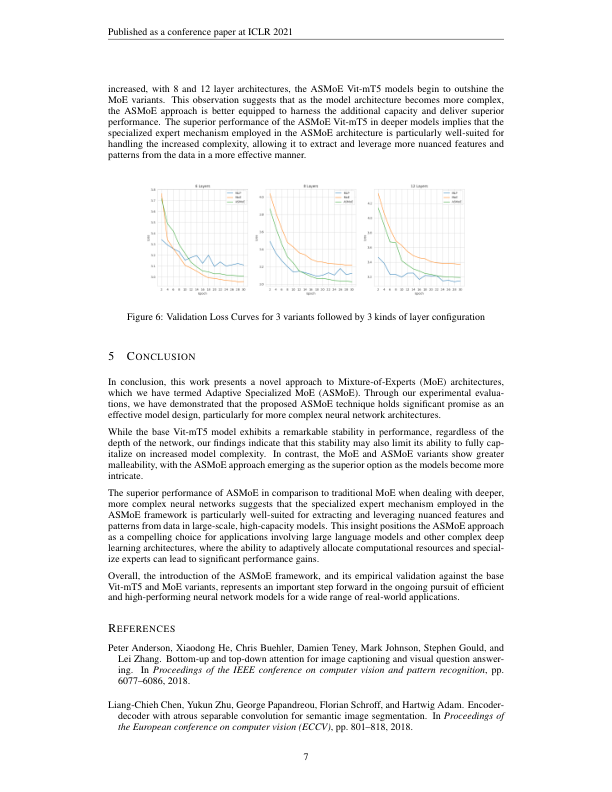 Published as a conference paper at ICLR 2021
increased, with 8 and 12 layer architectures, the ASMoE Vit-mT5 models begin to outshine the
MoE variants. This observation suggests that as the model architecture becomes more complex,
the ASMoE approach is better equipped to harness the additional capacity and deliver superior
performance. The superior performance of the ASMoE Vit-mT5 in deeper models implies that the
specialized expert mechanism employed in the ASMoE architecture is particularly well-suited for
handling the increased complexity, allowing it to extract and leverage more nuanced features and
patterns from the data in a more effective manner.
12 Layers
Figure 6: Validation Loss Curves for 3 variants followed by 3 kinds of layer configuration
5 CONCLUSION
In conclusion, this work presents a novel approach to Mixture-of-Experts (MoE) architectures,
which we have termed Adaptive Specialized MoE (ASMoE). Through our experimental evalua-
tions, we have demonstrated that the proposed ASMoE technique holds significant promise as an
effective model design, particularly for more complex neural network architectures.
While the base Vit-mT5 model exhibits a remarkable stability in performance, regardless of the
depth of the network, our findings indicate that this stability may also limit its ability to fully cap-
italize on increased model complexity. In contrast, the MoE and ASMoE variants show greater
malleability, with the ASMoE approach emerging as the superior option as the models become more
intricate.
The superior performance of ASMoE in comparison to traditional MoE when dealing with deeper,
more complex neural networks suggests that the specialized expert mechanism employed in the
ASMoE framework is particularly well-suited for extracting and leveraging nuanced features and
patterns from data in large-scale, high-capacity models. This insight positions the ASMoE approach
as a compelling choice for applications involving large language models and other complex deep
learning architectures, where the ability to adaptively allocate computational resources and special-
ize experts can lead to significant performance gains.
Overall, the introduction of the ASMoE framework, and its empirical validation against the base
Vit-mT5 and MoE variants, represents an important step forward in the ongoing pursuit of efficient
and high-performing neural network models for a wide range of real-world applications.
REFERENCES
Peter Anderson, Xiaodong He, Chris Buehler, Damien Teney, Mark Johnson, Stephen Gould, and
Lei Zhang. Bottom-up and top-down attention for image captioning and visual question answer-
ing. In Proceedings of the IEEE conference on computer vision and pattern recognition, pp.
6077–6086, 2018.
Liang-Chieh Chen, Yukun Zhu, George Papandreou, Florian Schroff, and Hartwig Adam. Encoder-
decoder with atrous separable convolution for semantic image segmentation. In Proceedings of
the European conference on computer vision (ECCV), pp. 801–818, 2018.
7